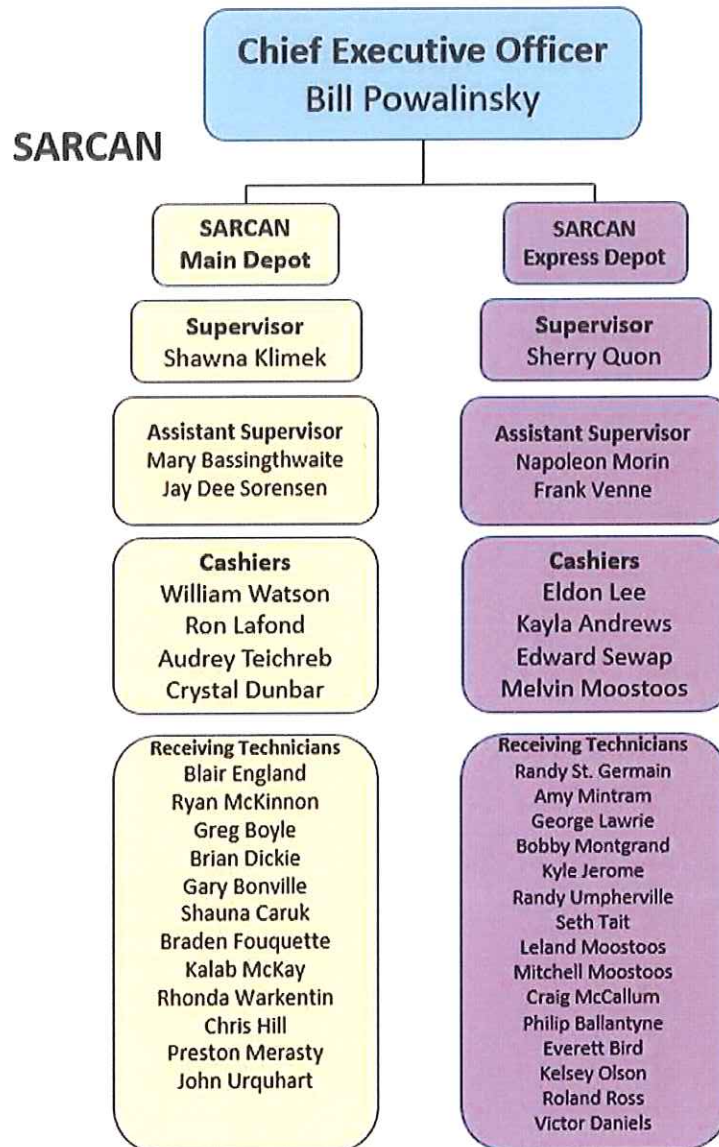 Chief Executive Officer
Bill Powalinsky
SARCAN
SARCAN
Main Depot
Supervisor
Shawna Klimek
Assistant Supervisor
Mary Bassingthwaite
Jay Dee Sorensen
Cashiers
William Watson
Ron Lafond
Audrey Teichreb
Crystal Dunbar
Receiving Technicians
Blair England
Ryan McKinnon
Greg Boyle
Brian Dickie
Gary Bonville
Shauna Caruk
Braden Fouquette
Kalab McKay
Rhonda Warkentin
Chris Hill
Preston Merasty
John Urquhart
SARCAN
Express Depot
Supervisor
Sherry Quon
Assistant Supervisor
Napoleon Morin
Frank Venne
Cashiers
Eldon Lee
Kayla Andrews
Edward Sewap
Melvin Moostoos
Receiving Technicians
Randy St. Germain
Amy Mintram
George Lawrie
Bobby Montgrand
Kyle Jerome
Randy Umpherville
Seth Tait
Leland Moostoos
Mitchell Moostoos
Craig McCallum
Philip Ballantyne
Everett Bird
Kelsey Olson
Roland Ross
Victor Daniels